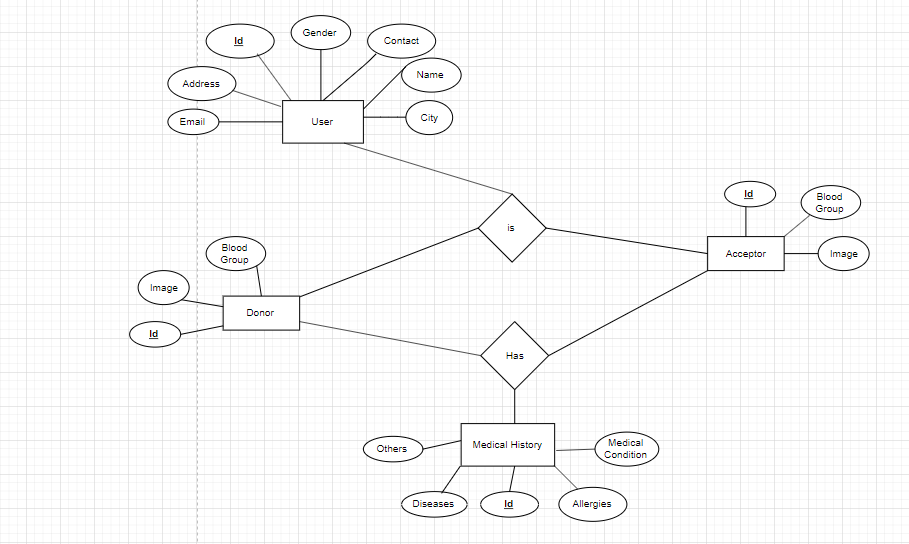 Gender
Id
Contact
Name
Address
Email
User
City
Id
Blood
Group
is
Blood
Group
Acceptor
Image
Image
Donor
Id
Has
Others
Medical History
Medical
Condition
Diseases
Id
Allergies